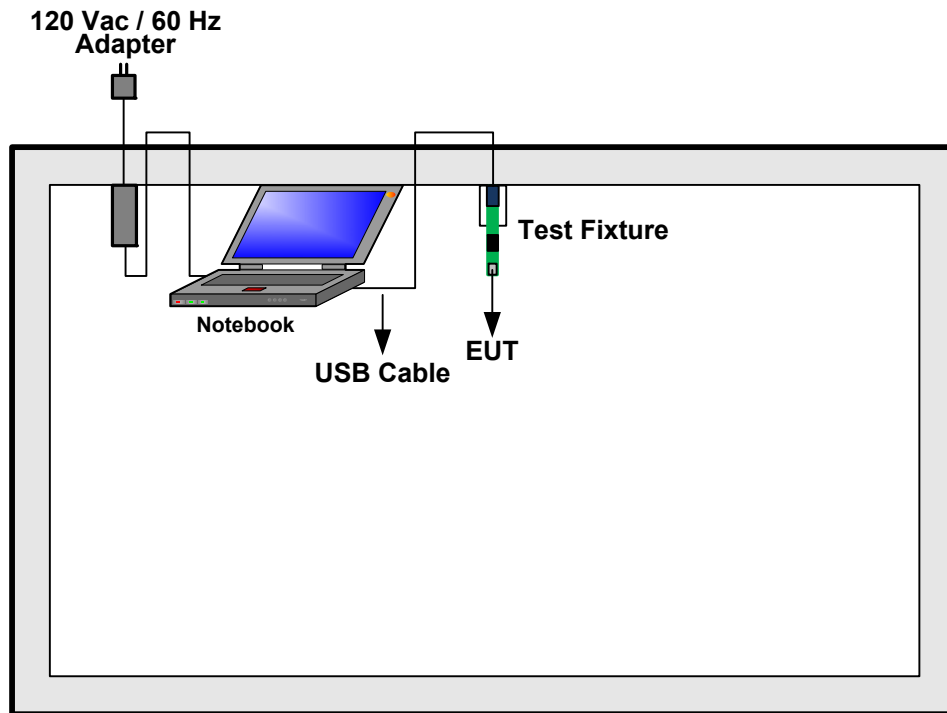 120 Vac / 60 Hz
Adapter
Test Fixture
Notebook
EUT
USB Cable